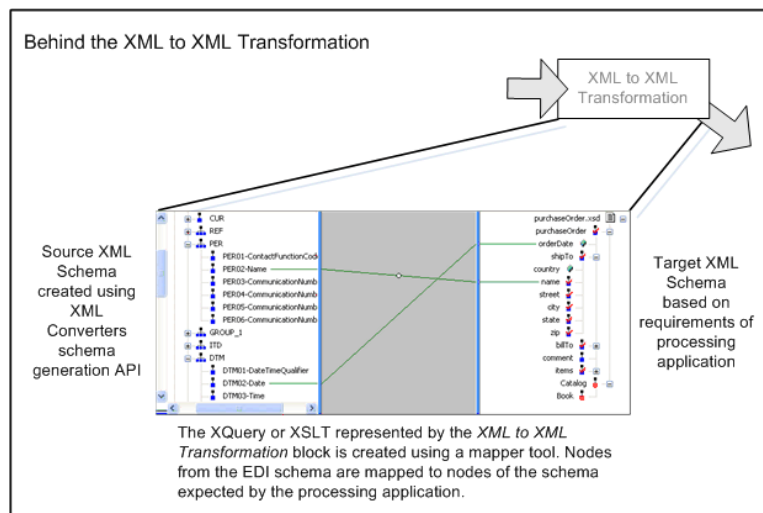 Behind the XML to XML Transformation
XML to XML
Transformation
Source XML
Schema
created using
XML
Converters
schema
generation API
CUR
REF
PER
PER01-ContactFunctionCode
PER02-Name
PER03-CommunicationNumb
PER04-CommunicationNumb
PER05-CommunicationNumb
PER06-CommunicationNumb
GROUP_1
ITD
DTM
DTM01-DateTimeQualifier
DTM02-Date
DTM03-Time
purchaseOrder.xsd
purchaseOrder
orderDate
shipTo
country
name
street
city
state
zip
billTo
comment
items
Catalog
Book
Target XML
Schema
based on
requirements of
processing
application
The XQuery or XSLT represented by the XML to XML
Transformation block is created using a mapper tool. Nodes
from the EDI schema are mapped to nodes of the schema
expected by the processing application.